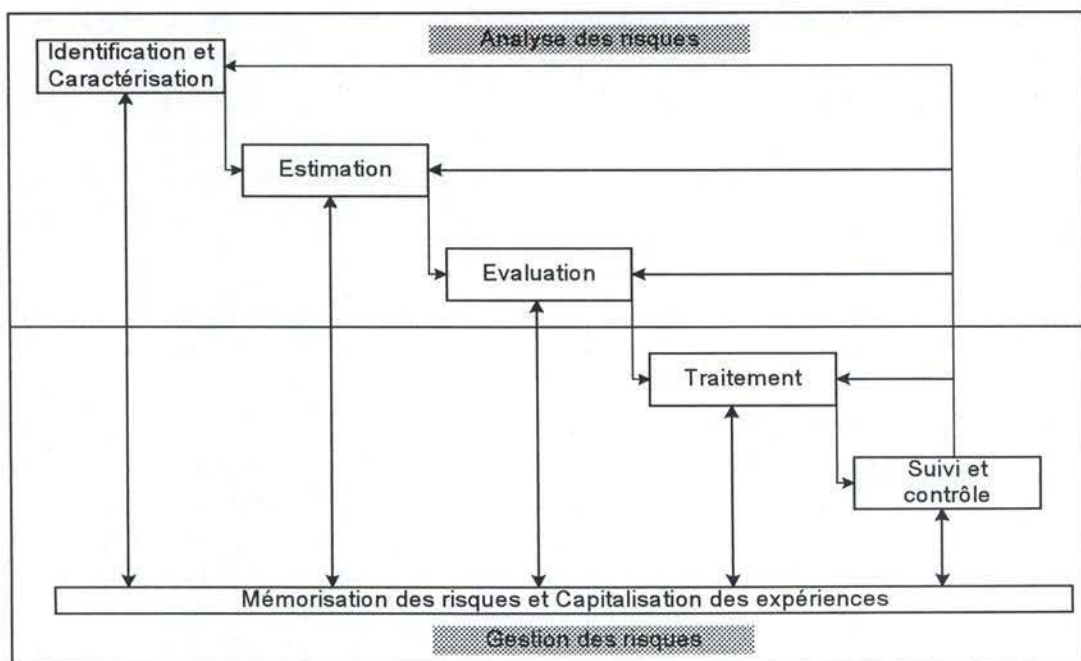 Analyse des risques
Identification et
Caractérisation
Estimation
Evaluation
Traitement
Suivi et
contrôle
Mémorisation des risques et Capitalisation des expériences
Gestion des risques